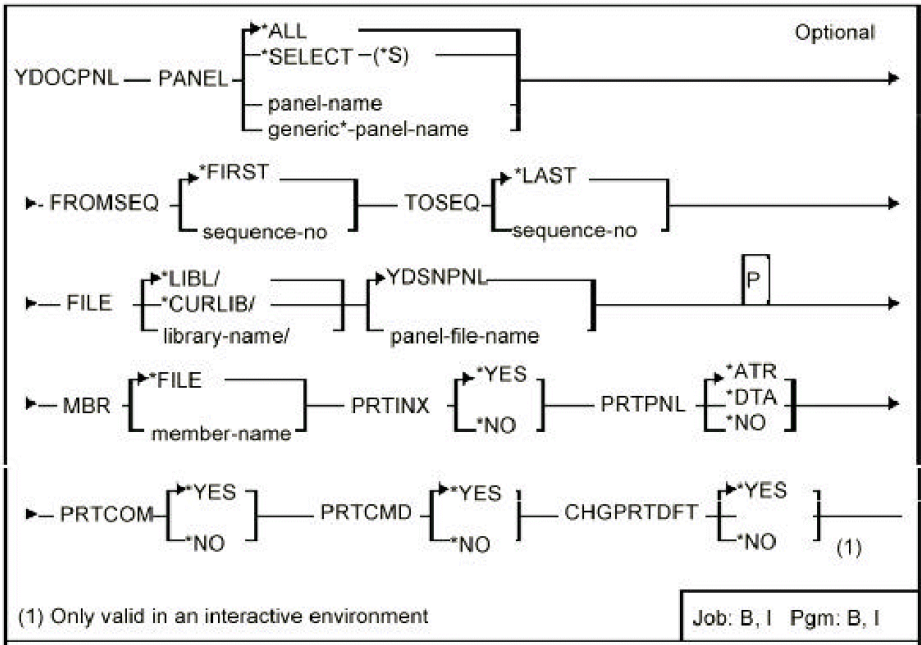 *ALL
Optional
*SELECT (*S)
YDOCPNL PANEL
panel-name
generic*-panel-name
*FIRST
*LAST
FROMSEQ TOSEQ
sequence-no sequence-no
*LIBL/ YDSNPNL P
FILE *CURLIB/
library-name/ panel-file-name
*FILE *YES *ATR
MBR PRTINX PRTPNL *DTA
member-name *NO *NO
*YES *YES *YES
PRTCOM PRTCMD CHGPRTDFT
*NO *NO *NO (1)
(1) Only valid in an interactive environment
Job: B, I Pgm: B, I